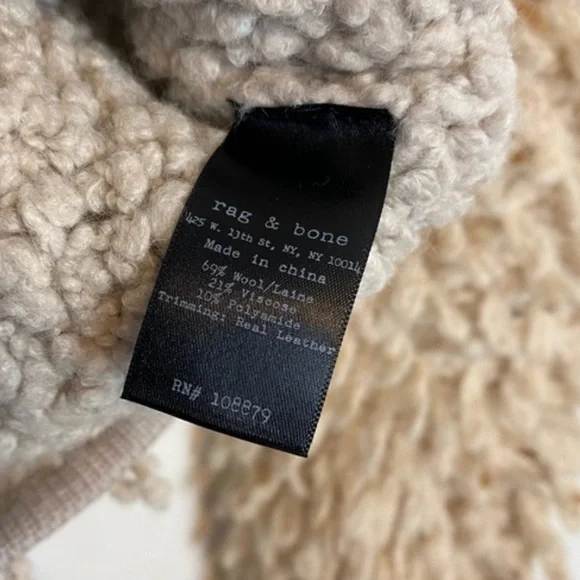 rag & bone
425 W. 13th St, NY, NY 10014
Made in china
69% Wool/Laine
21% Viscose
10% Polyamide
Trimming: Real Leather
RN# 108879